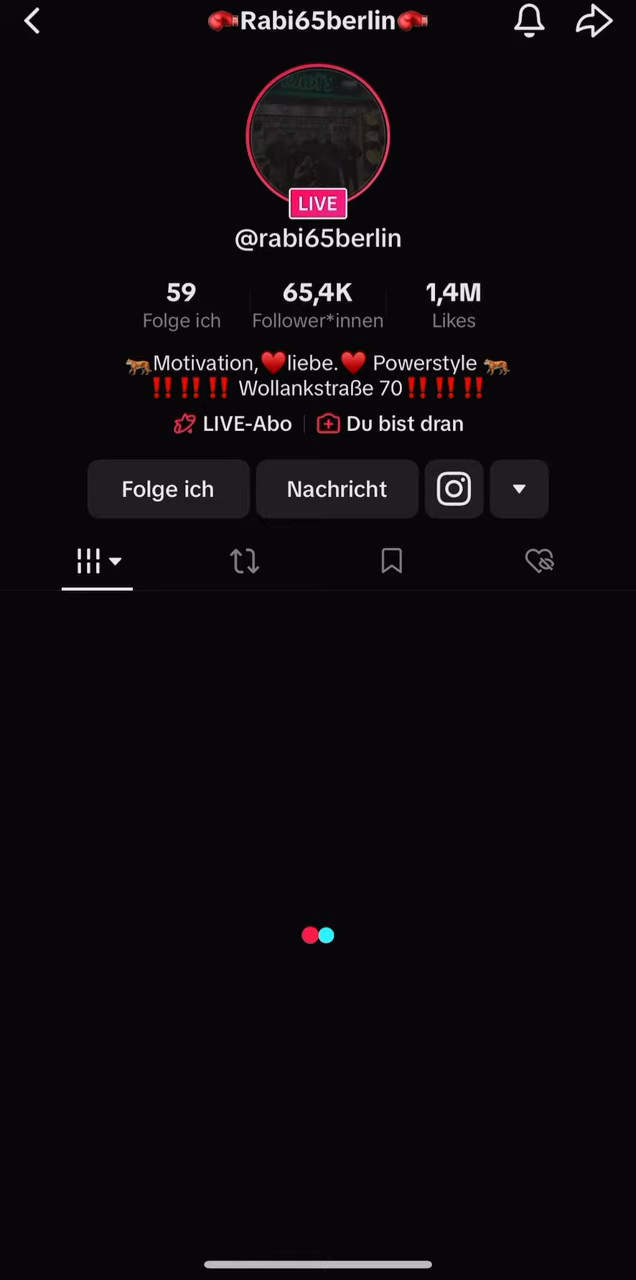 🥊Rabi65berlin🥊
LIVE
@rabi65berlin
59 65,4K 1,4M
Folge ich Follower*innen Likes
🐅Motivation,❤️liebe.❤️ Powerstyle 🐅
‼️‼️‼️ Wollankstraße 70‼️‼️‼️
LIVE-Abo Du bist dran
Folge ich Nachricht